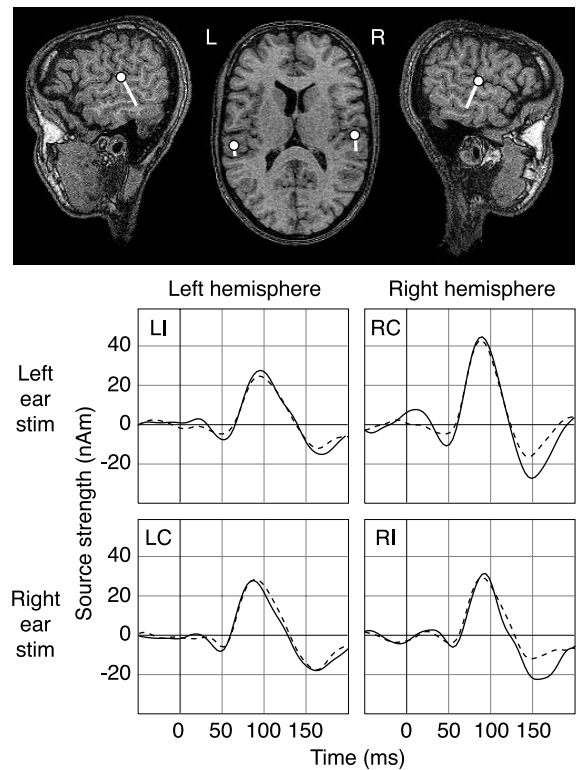 L R
Left hemisphere Right hemisphere
LI RC
40
20
0
-20
Left
ear
stim
Source strength (nAm)
LC RI
40
20
0
-20
Right
ear
stim
0 50 100 150 0 50 100 150
Time (ms)